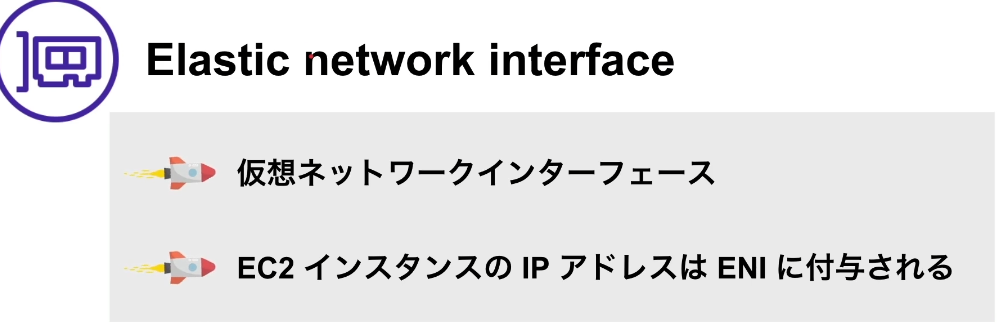 Elastic network interface
仮想ネットワークインターフェース
EC2 インスタンスの IP アドレスは ENI に付与される